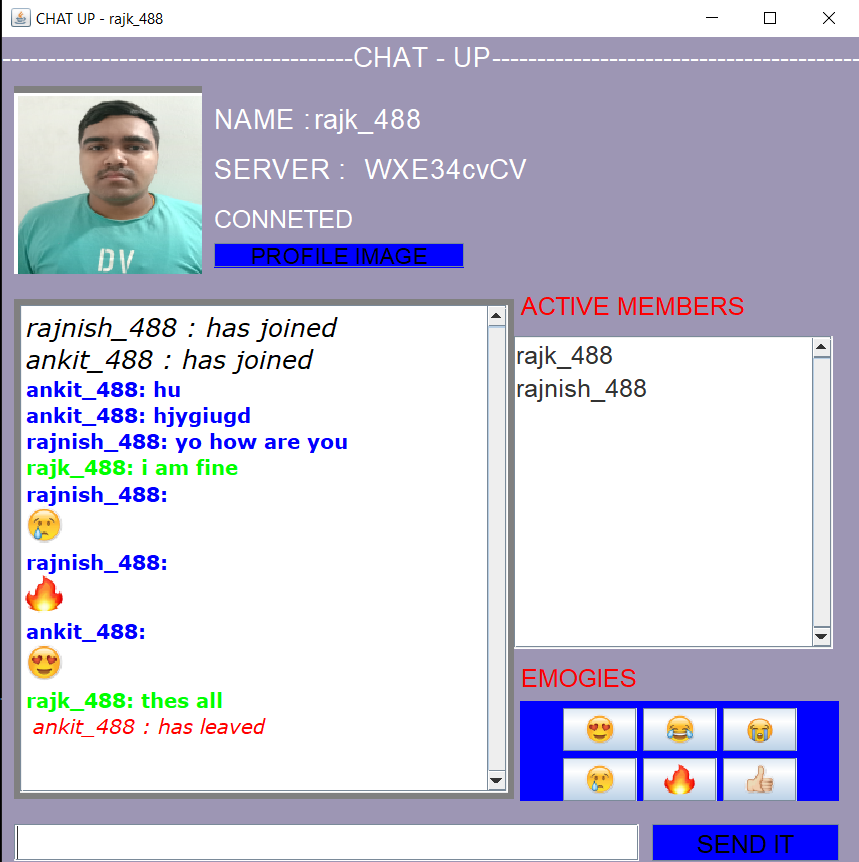 CHAT UP - rajk_488
--------------------------------------CHAT - UP----------------------------------------
NAME : rajk_488
SERVER : WXE34cvCV
CONNETED
PROFILE IMAGE
DV
rajnish_488 : has joined
ankit_488 : has joined
ankit_488: hu
ankit_488: hjygiugd
rajnish_488: yo how are you
rajk_488: i am fine
rajnish_488:
😢
rajnish_488:
🔥
ankit_488:
😍
rajk_488: thes all
ankit_488 : has leaved
ACTIVE MEMBERS
rajk_488
rajnish_488
EMOGIES
😍 😂 😭
😢 🔥 👍🏻
SEND IT